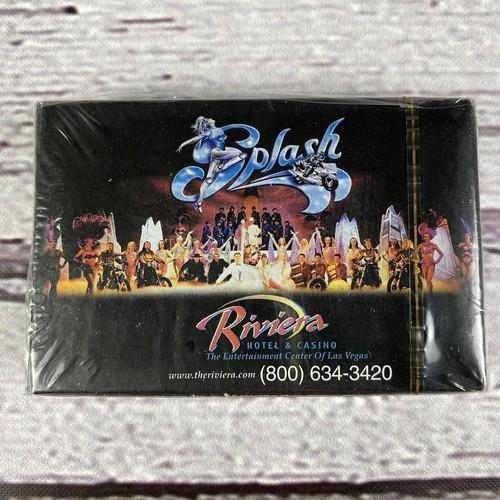 Splash
Riviera
HOTEL & CASINO
The Entertainment Center Of Las Vegas
www.theriviera.com (800) 634-3420